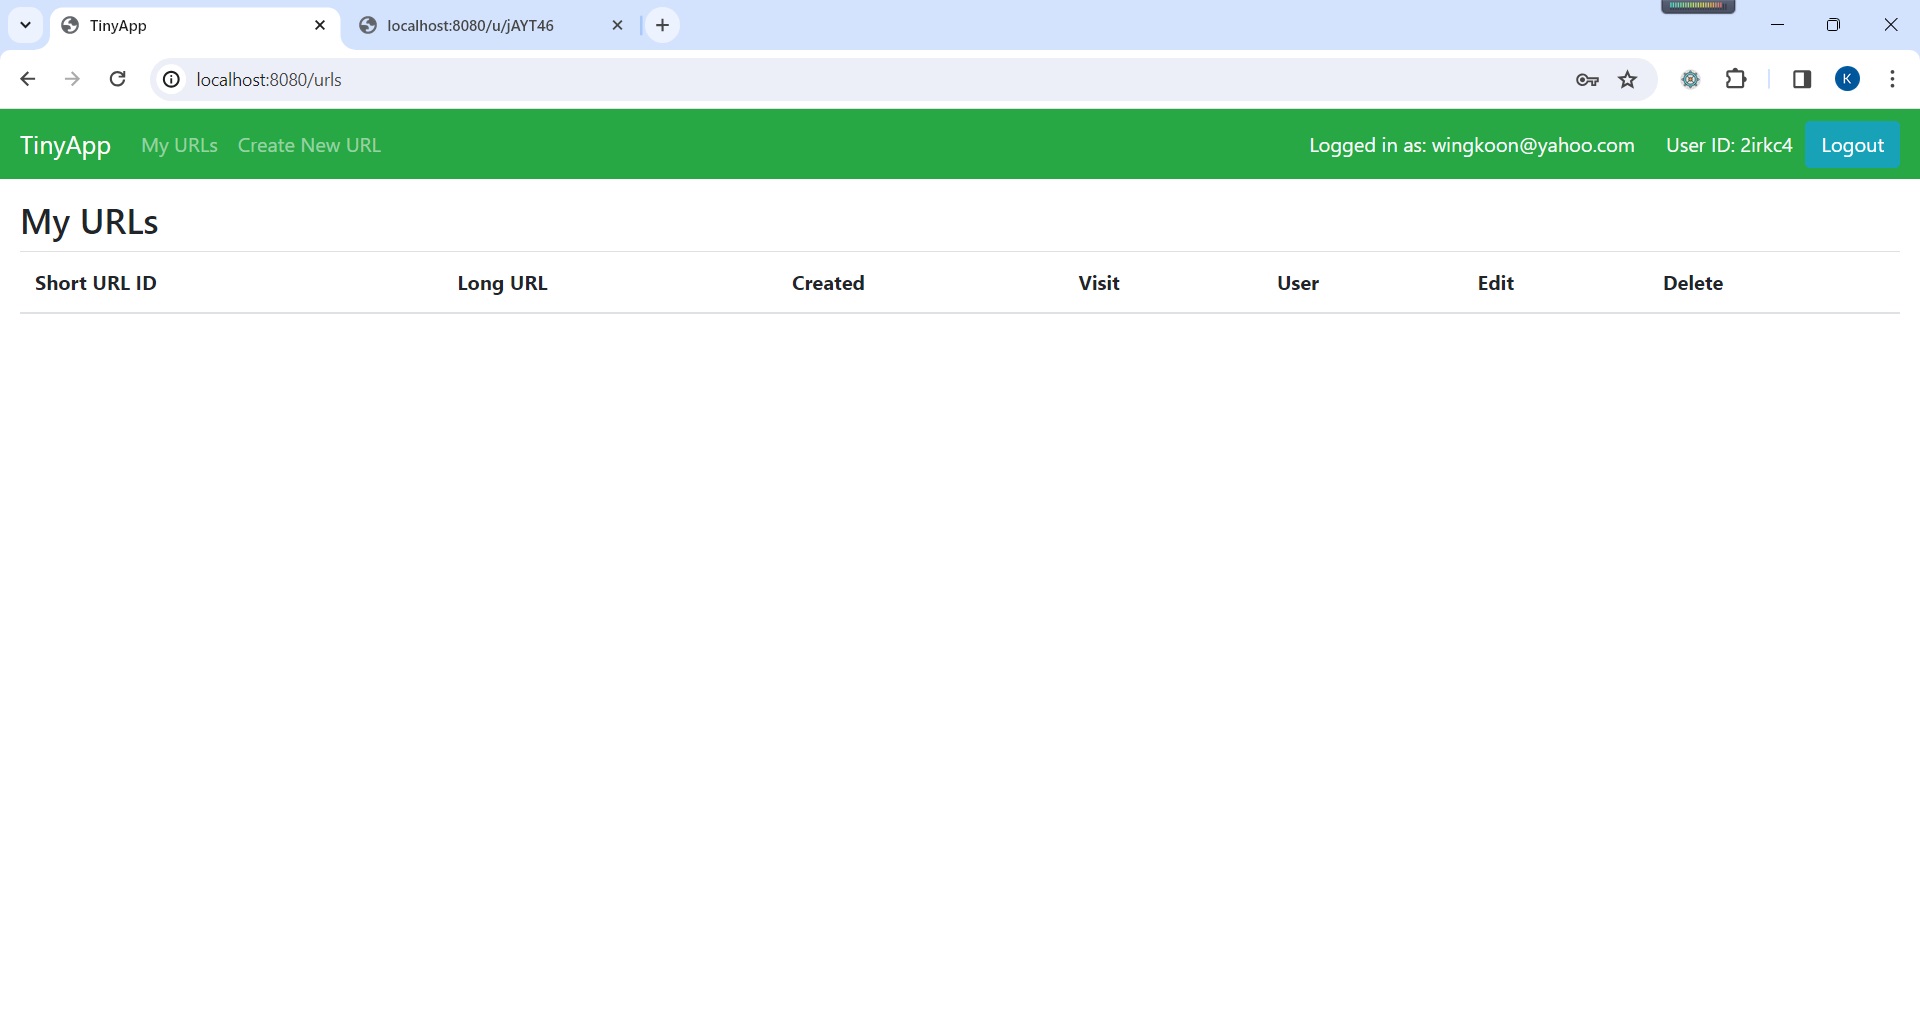 TinyApp
localhost:8080/u/jAYT46
localhost:8080/urls
K
TinyApp My URLs Create New URL Logged in as: wingkoon@yahoo.com User ID: 2irkc4 Logout
My URLs
Short URL ID Long URL Created Visit User Edit Delete